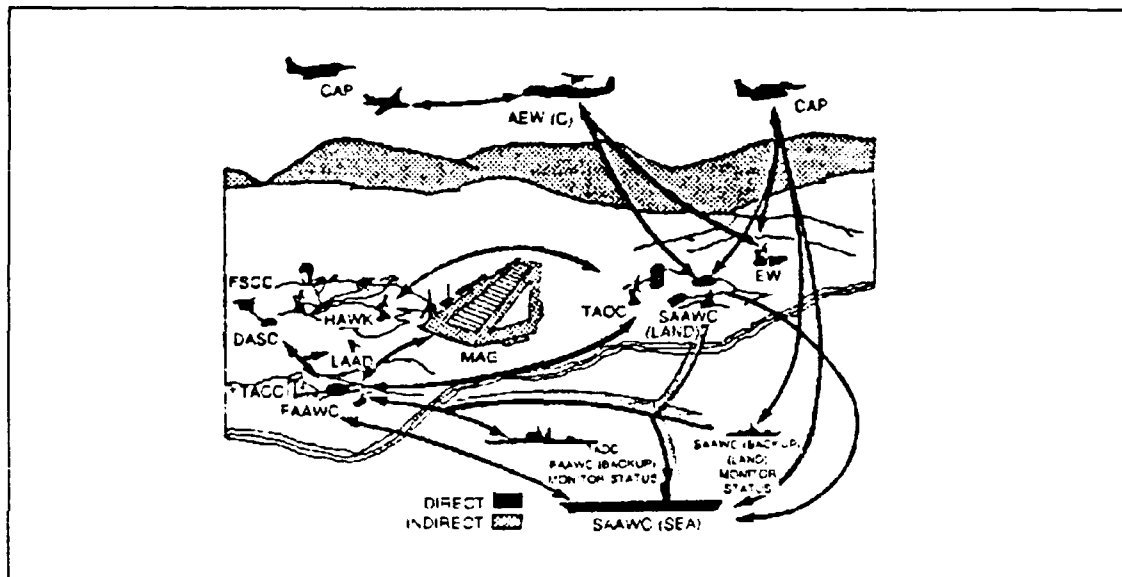 CAP
AEW (C)
CAP
EW
FSCC
HAWK
TAOC
SAAWC
(LAND)
DASC
LAAD
MAG
TACC
FAAWC
TADC
FAAWC (BACKUP)
MONITOR STATUS
SAAWC (BACKUP)
(LAND)
MONITOR
STATUS
DIRECT
INDIRECT
SAAWC (SEA)